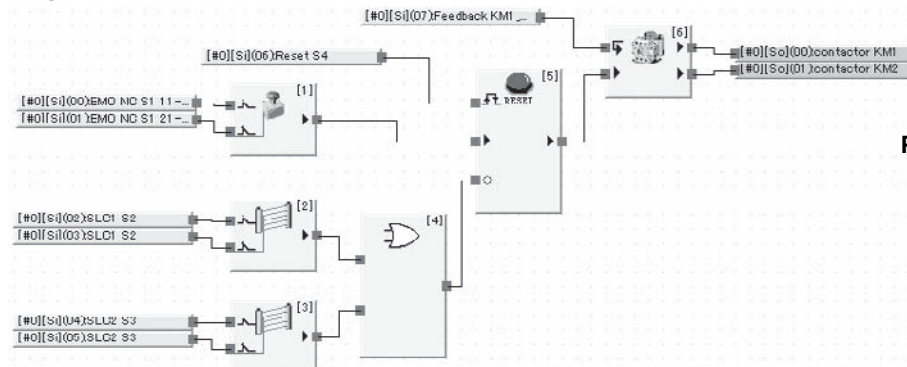 [#0][Si](07):Feedback KM1 _...
[6]
[#0][Si](06):Reset S4
[#0][So](00):contactor KM1
[#0][So](01):contactor KM2
[5]
RESET
[1]
[#0][Si](00):EMO NC S1 11-...
[#0][Si](01):EMO NC S1 21-...
[2]
[#0][Si](02):SLC1 S2
[#0][Si](03):SLC1 S2
[4]
[3]
[#0][Si](04):SLC2 S3
[#0][Si](05):SLC2 S3